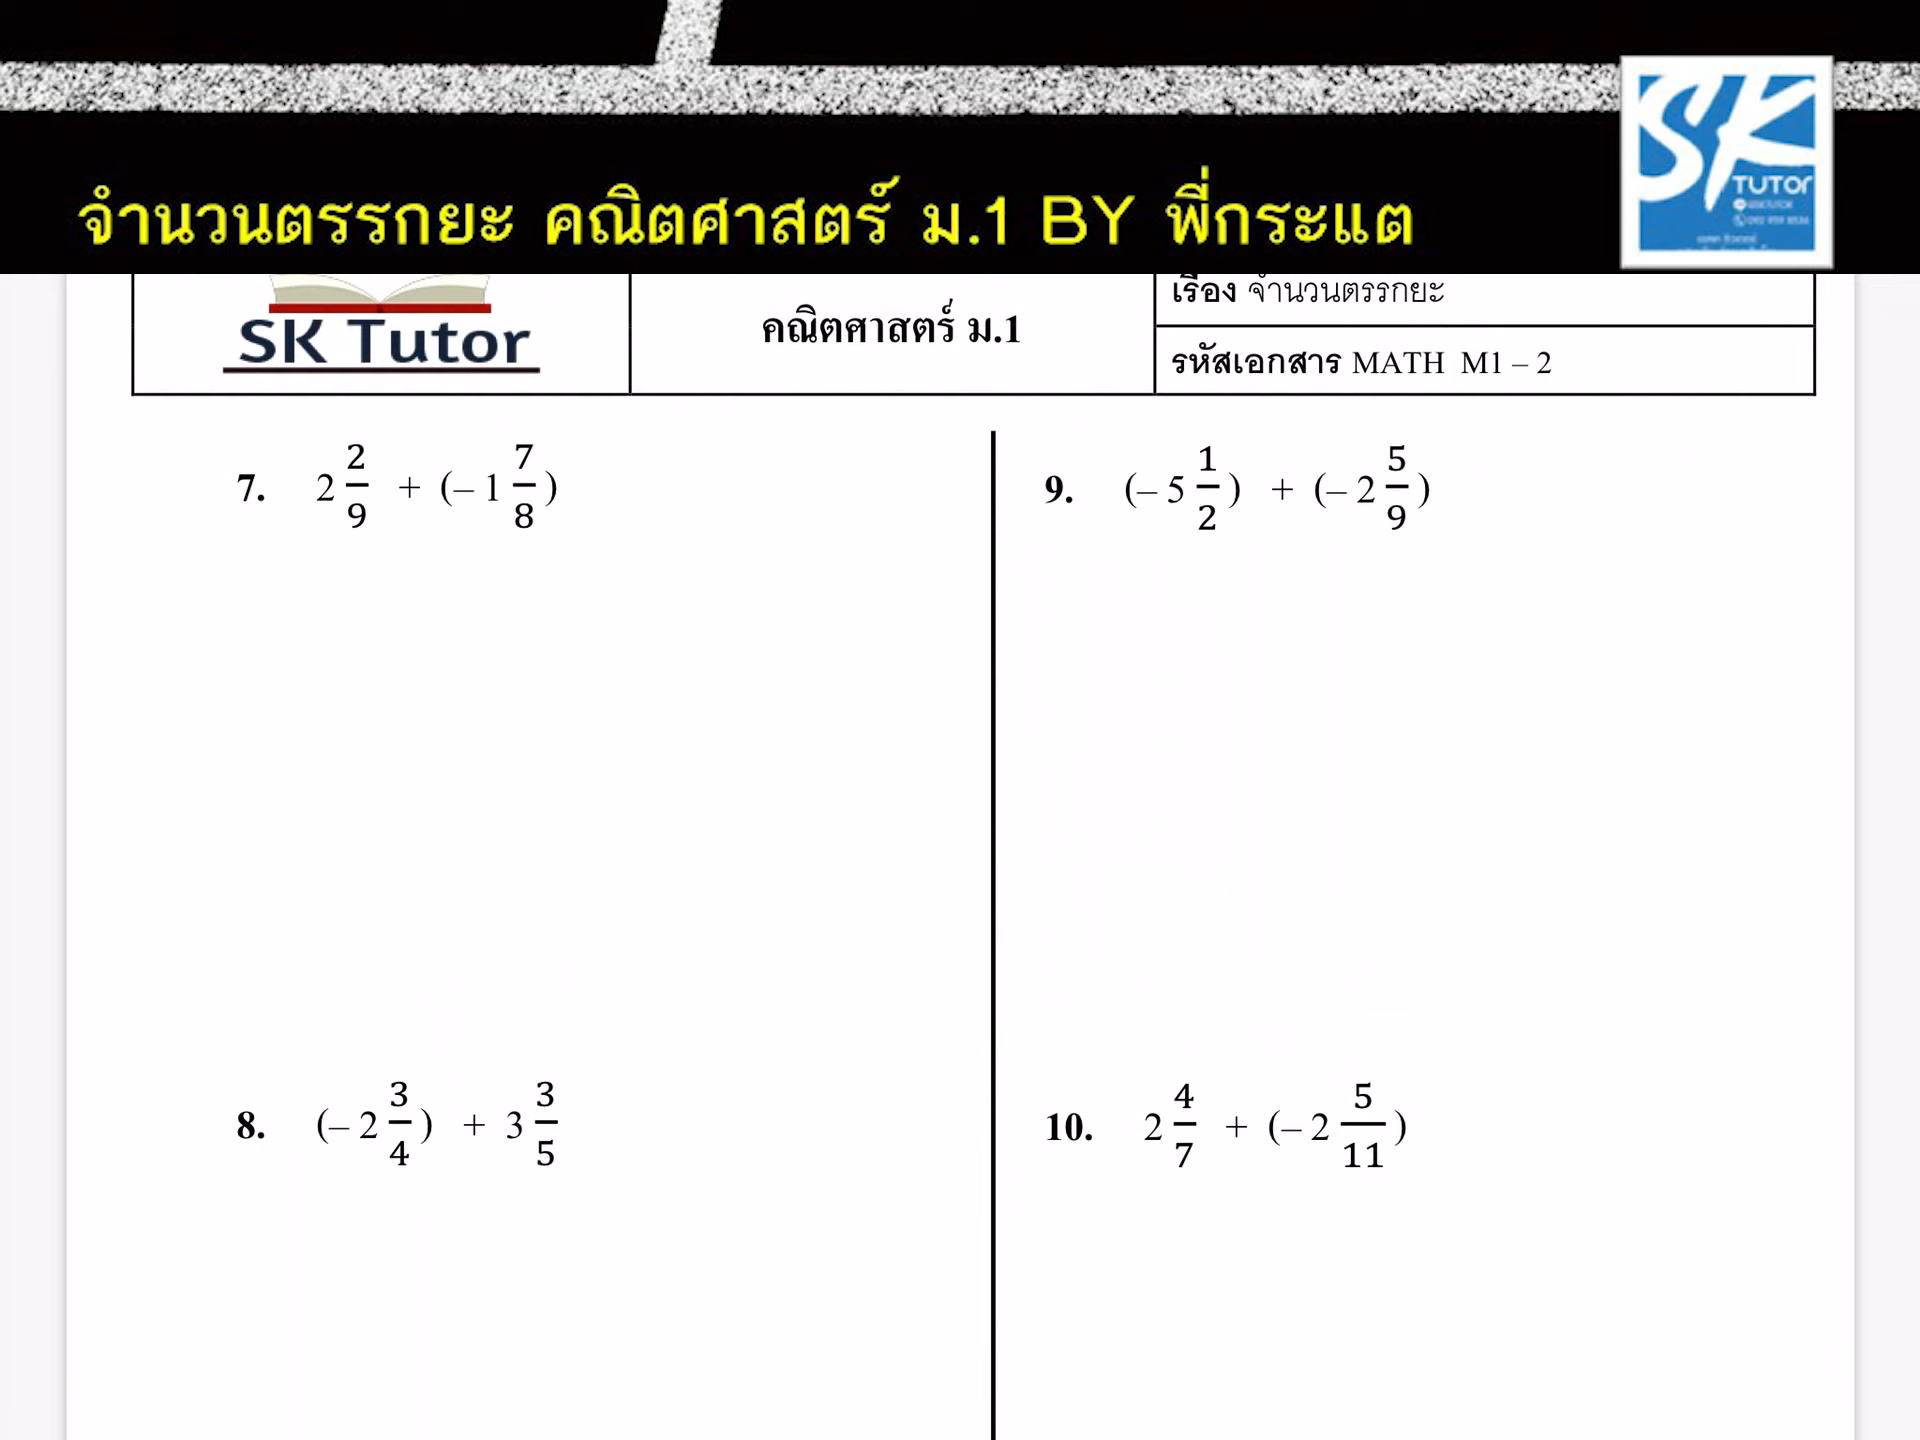 จำนวนตรรกยะ คณิตศาสตร์ ม.1 BY พี่กระแต
SK
TUTOR
SK Tutor
คณิตศาสตร์ ม.1
เรื่อง จำนวนตรรกยะ
รหัสเอกสาร MATH M1 – 2
7. 2 2/9 + (– 1 7/8 )
8. (– 2 3/4 ) + 3 3/5
9. (– 5 1/2 ) + (– 2 5/9 )
10. 2 4/7 + (– 2 5/11 )